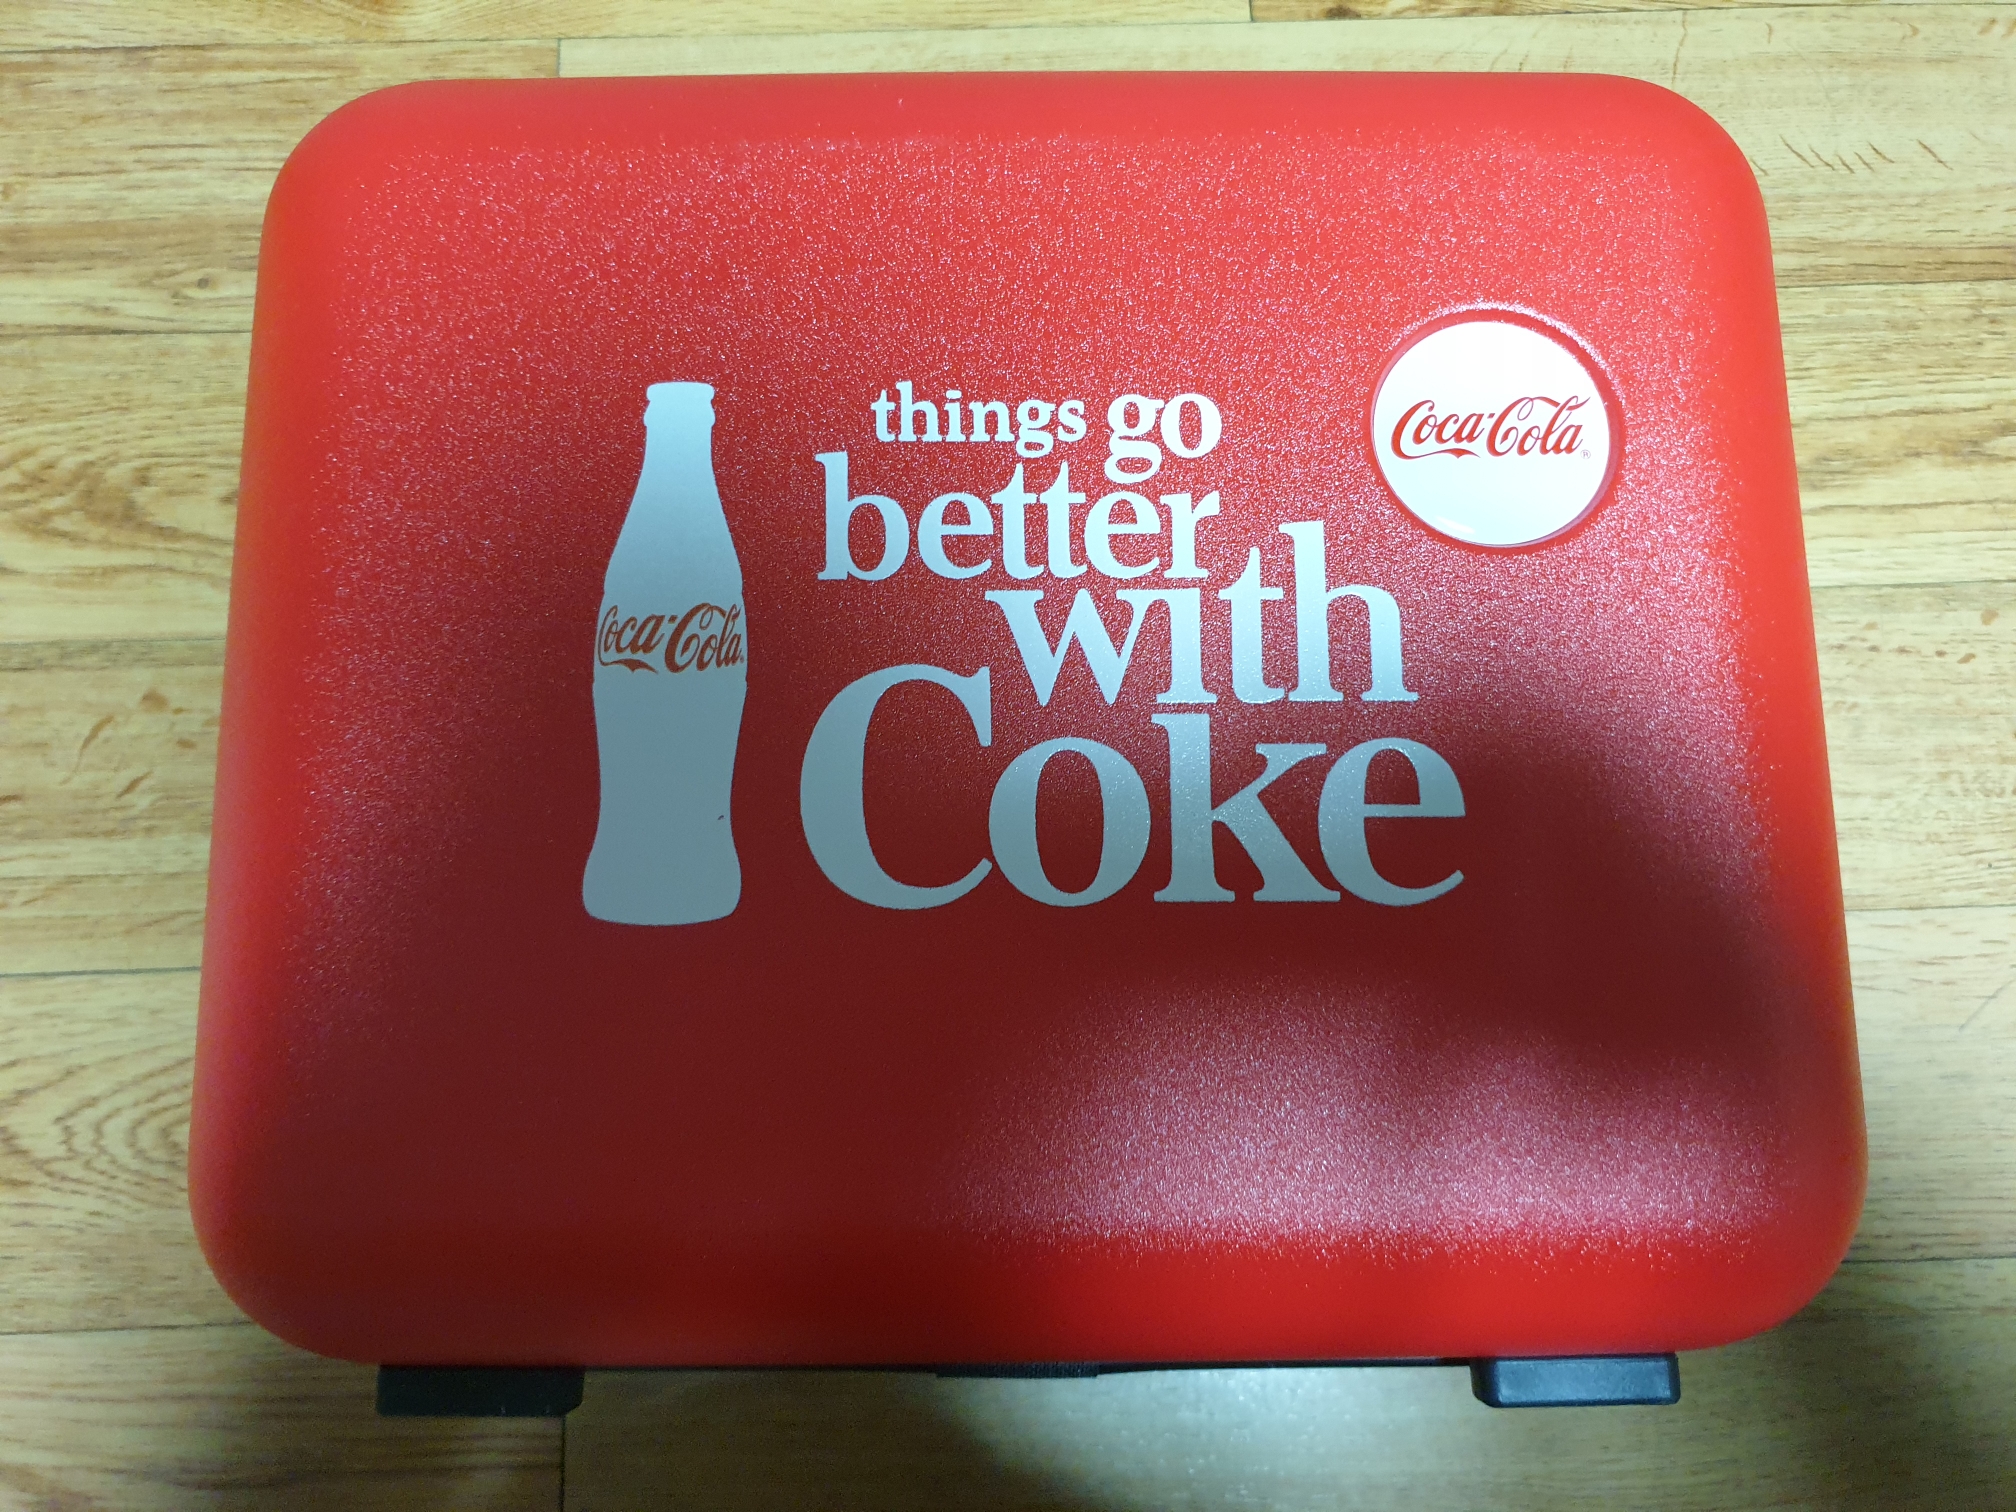 things go
better
with
Coke
Coca-Cola
Coca-Cola®